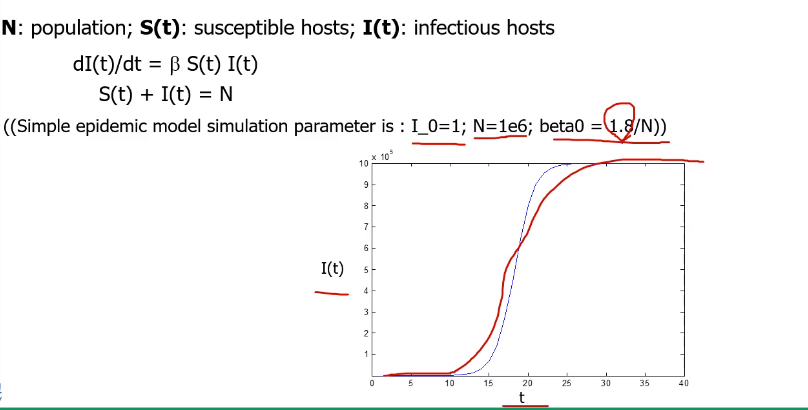 N: population; S(t): susceptible hosts; I(t): infectious hosts
dI(t)/dt = β S(t) I(t)
S(t) + I(t) = N
((Simple epidemic model simulation parameter is : I_0=1; N=1e6; beta0 = 1.8/N))
x 10^5
10
9
8
7
6
I(t)
5
4
3
2
1
0 5 10 15 20 25 30 35 40
t